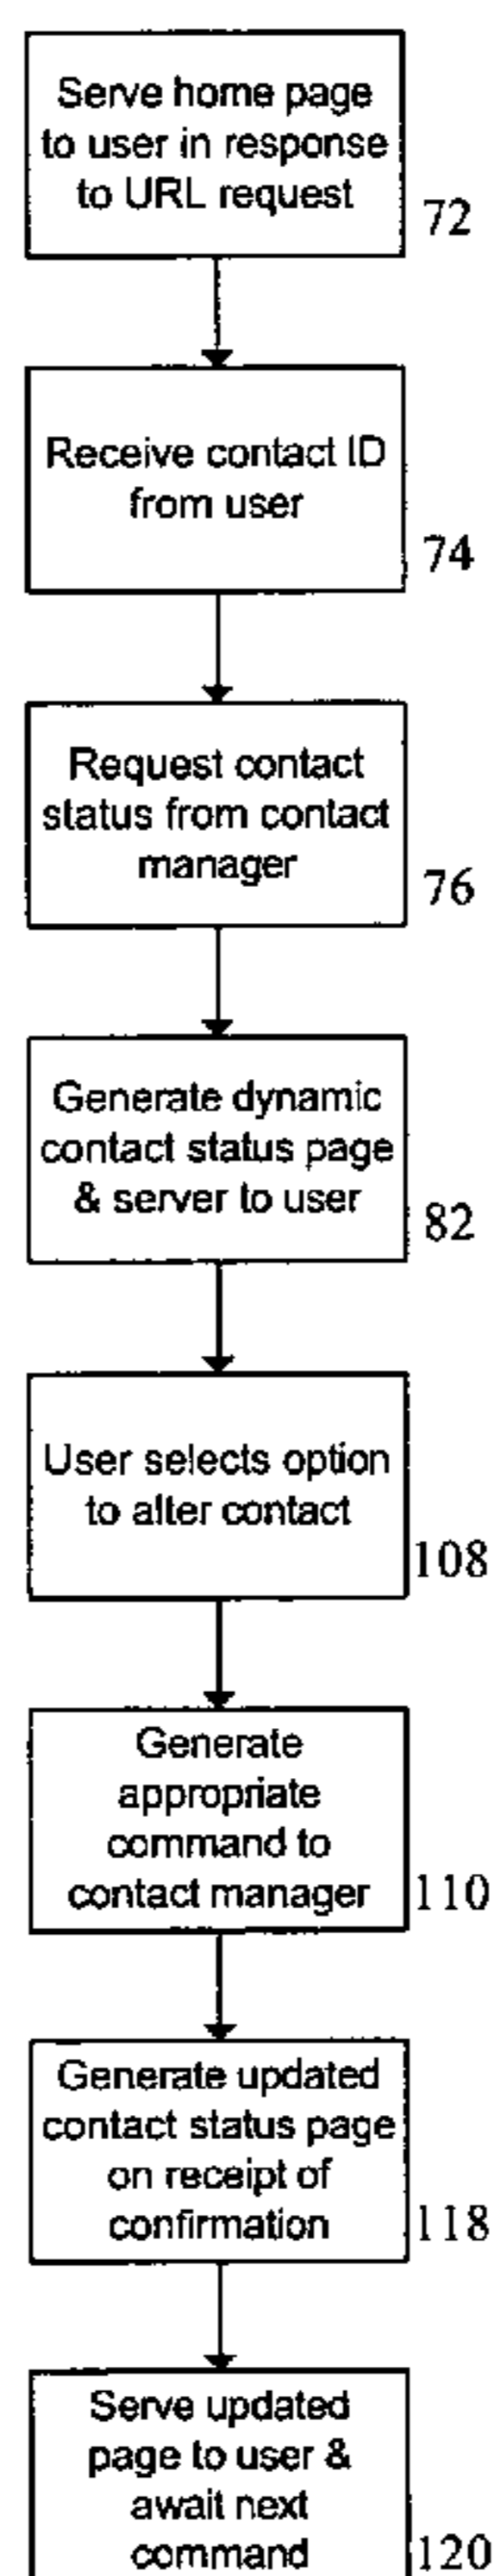 Serve home page
to user in response
to URL request
72
Receive contact ID
from user
74
Request contact
status from contact
manager
76
Generate dynamic
contact status page
& server to user
82
User selects option
to alter contact
108
Generate
appropriate
command to
contact manager
110
Generate updated
contact status page
on receipt of
confirmation
118
Serve updated
page to user &
await next
command
120